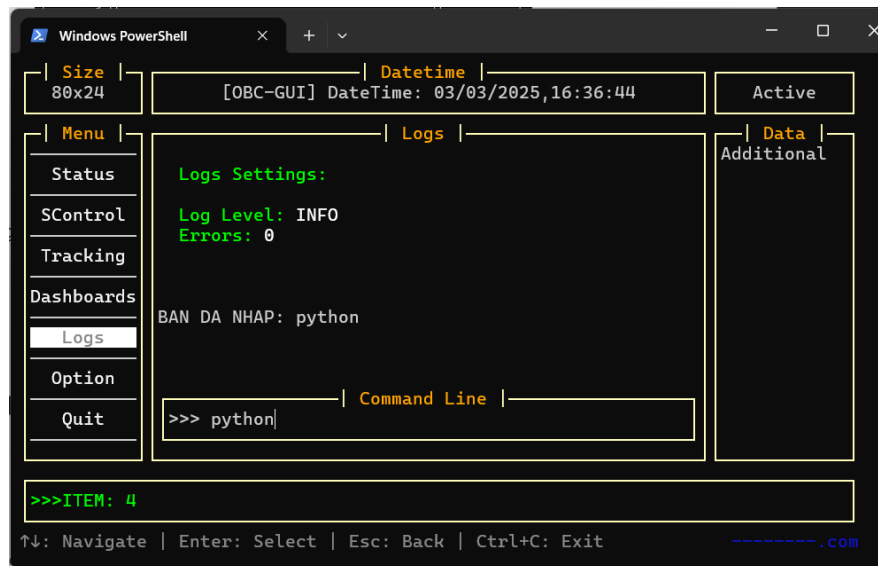 Windows PowerShell
Size
80x24
Datetime
[OBC-GUI] DateTime: 03/03/2025,16:36:44
Active
Menu
Status
SControl
Tracking
Dashboards
Logs
Option
Quit
Logs
Logs Settings:
Log Level: INFO
Errors: 0
BAN DA NHAP: python
Command Line
>>> python
Data
Additional
>>>ITEM: 4
↑↓: Navigate | Enter: Select | Esc: Back | Ctrl+C: Exit
--------.com